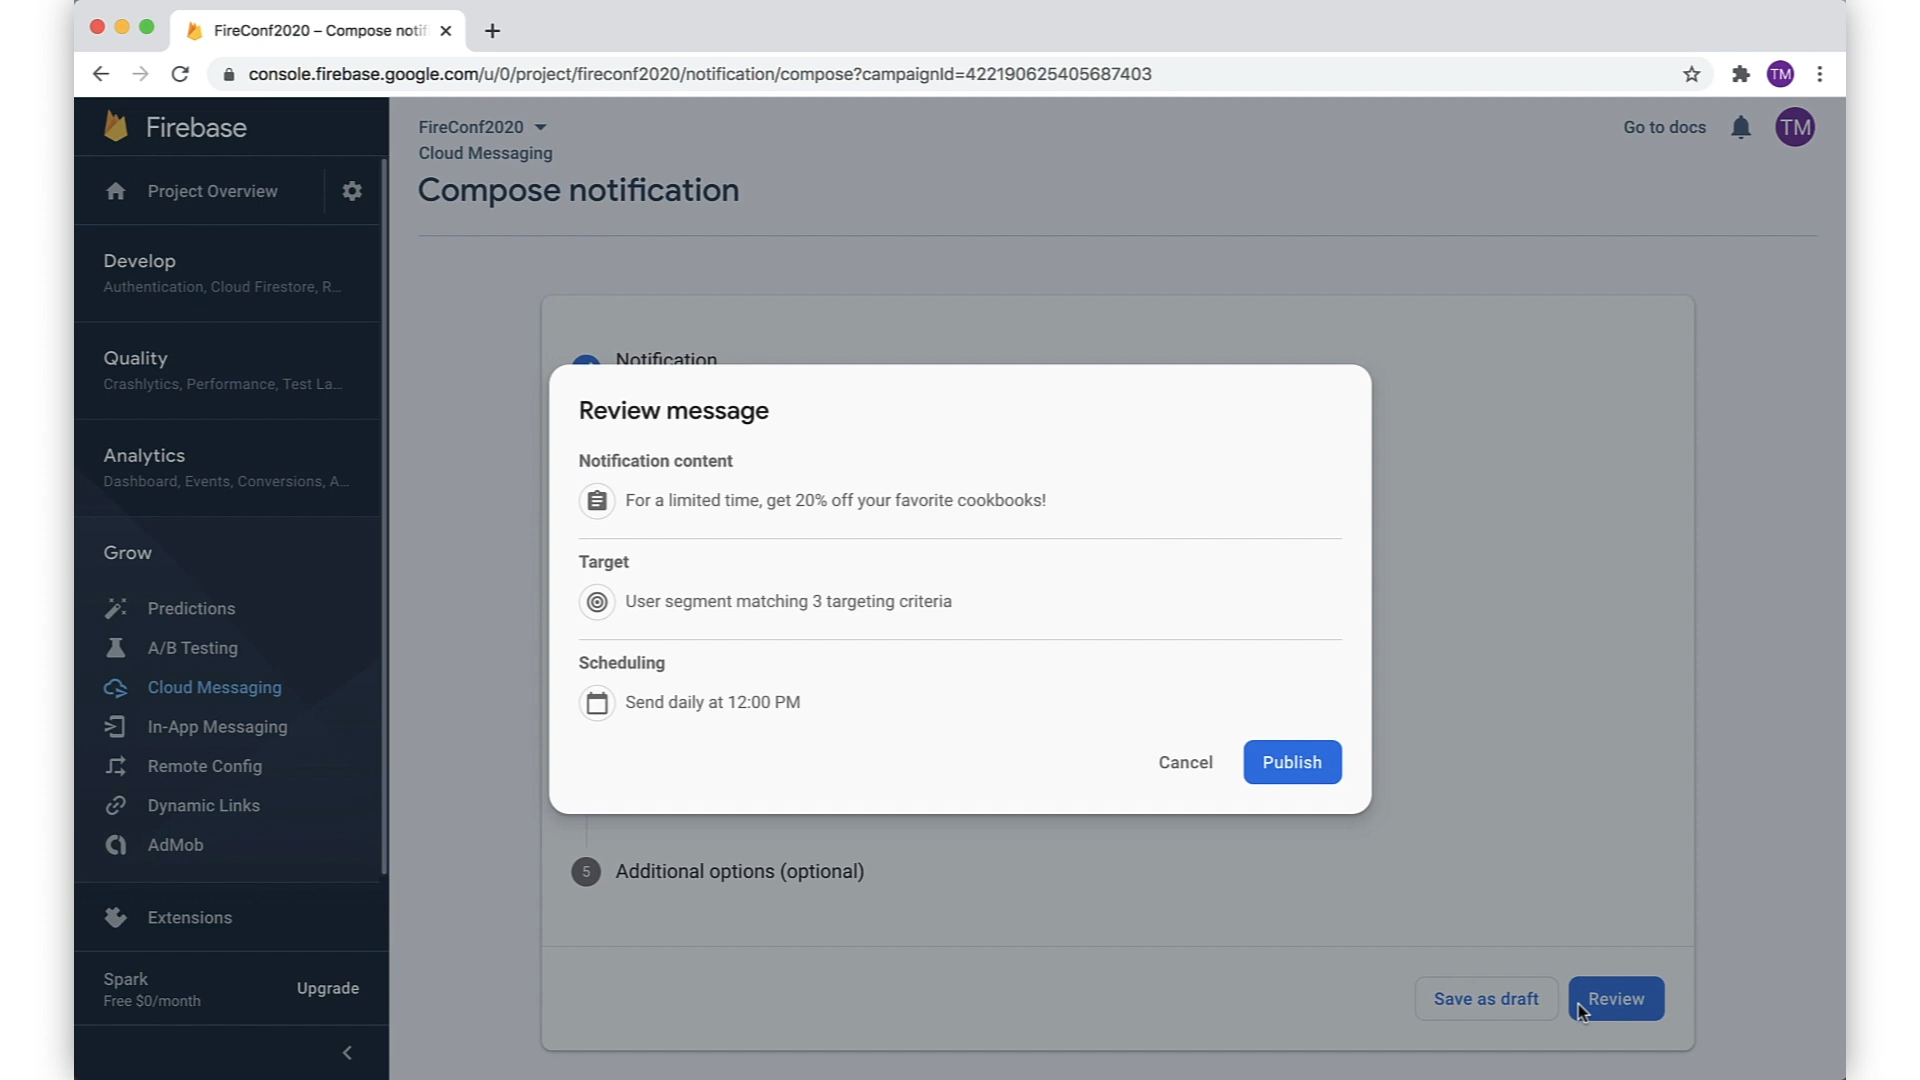 FireConf2020 – Compose notif
console.firebase.google.com/u/0/project/fireconf2020/notification/compose?campaignId=422190625405687403
TM
Firebase
FireConf2020
Go to docs
TM
Cloud Messaging
Compose notification
Project Overview
Develop
Authentication, Cloud Firestore, R...
Quality
Crashlytics, Performance, Test La...
Analytics
Dashboard, Events, Conversions, A...
Grow
Predictions
A/B Testing
Cloud Messaging
In-App Messaging
Remote Config
Dynamic Links
AdMob
Extensions
Spark
Free $0/month
Upgrade
Notification
Review message
Notification content
For a limited time, get 20% off your favorite cookbooks!
Target
User segment matching 3 targeting criteria
Scheduling
Send daily at 12:00 PM
Cancel
Publish
5 Additional options (optional)
Save as draft
Review